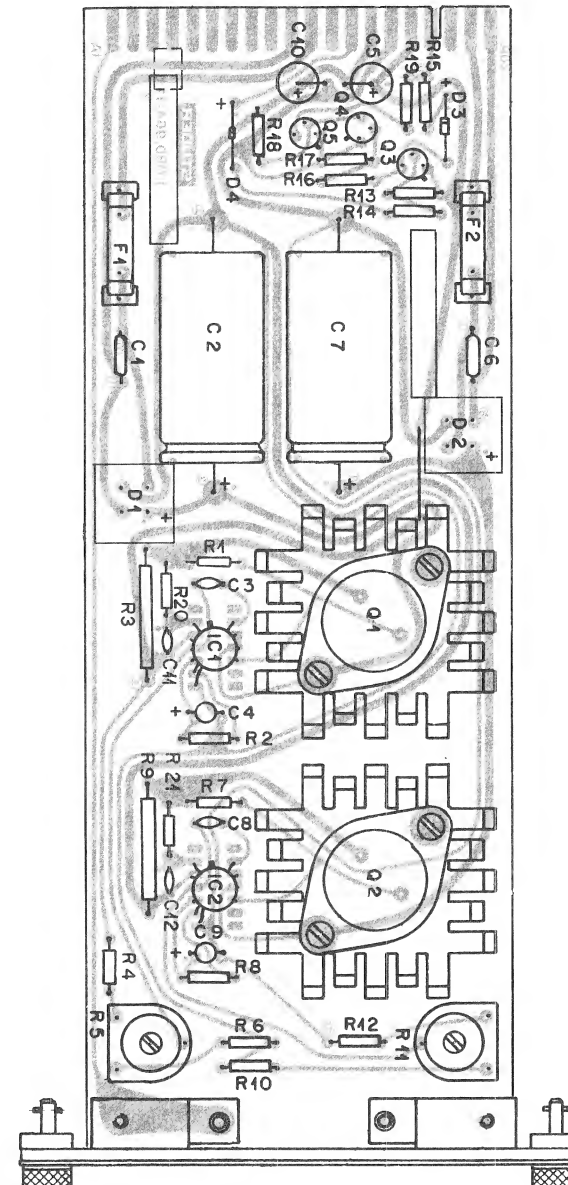 C10
C5
R19
R15
D3
+
+
+
+
Q4
Q5
R18
R17
Q3
R16
D4
R13
R14
F1
F2
C2
C7
C1
C6
D2
+
+
+
D1
+
R1
C3
R20
R3
IC1
C11
Q1
+
C4
R2
R9
R21
R7
C8
IC2
C12
Q2
C9
+
R8
R4
R5
R6
R12
R11
R10